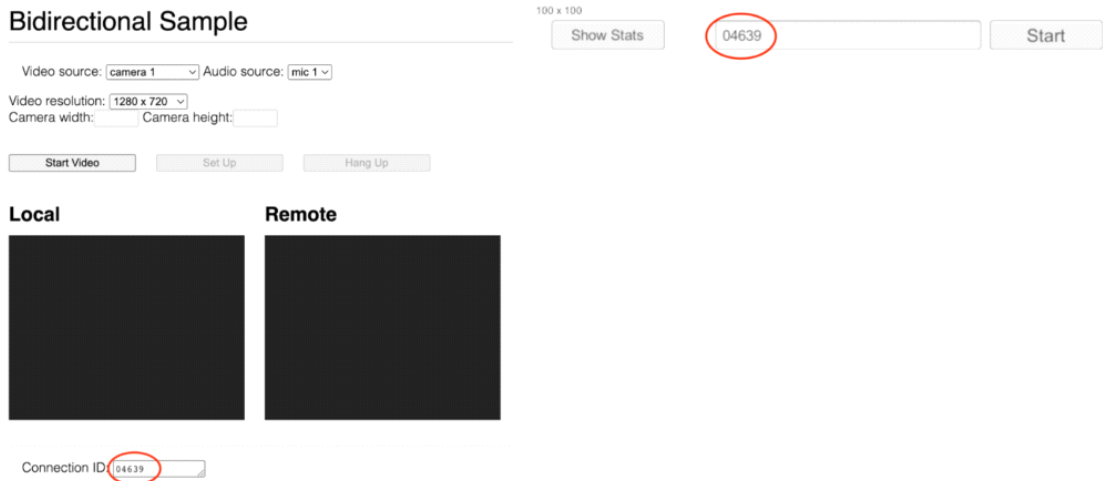 Bidirectional Sample
Video source: camera 1 Audio source: mic 1
Video resolution: 1280 x 720
Camera width: Camera height:
Start Video Set Up Hang Up
Local Remote
Connection ID: 04639
100 x 100
Show Stats 04639 Start